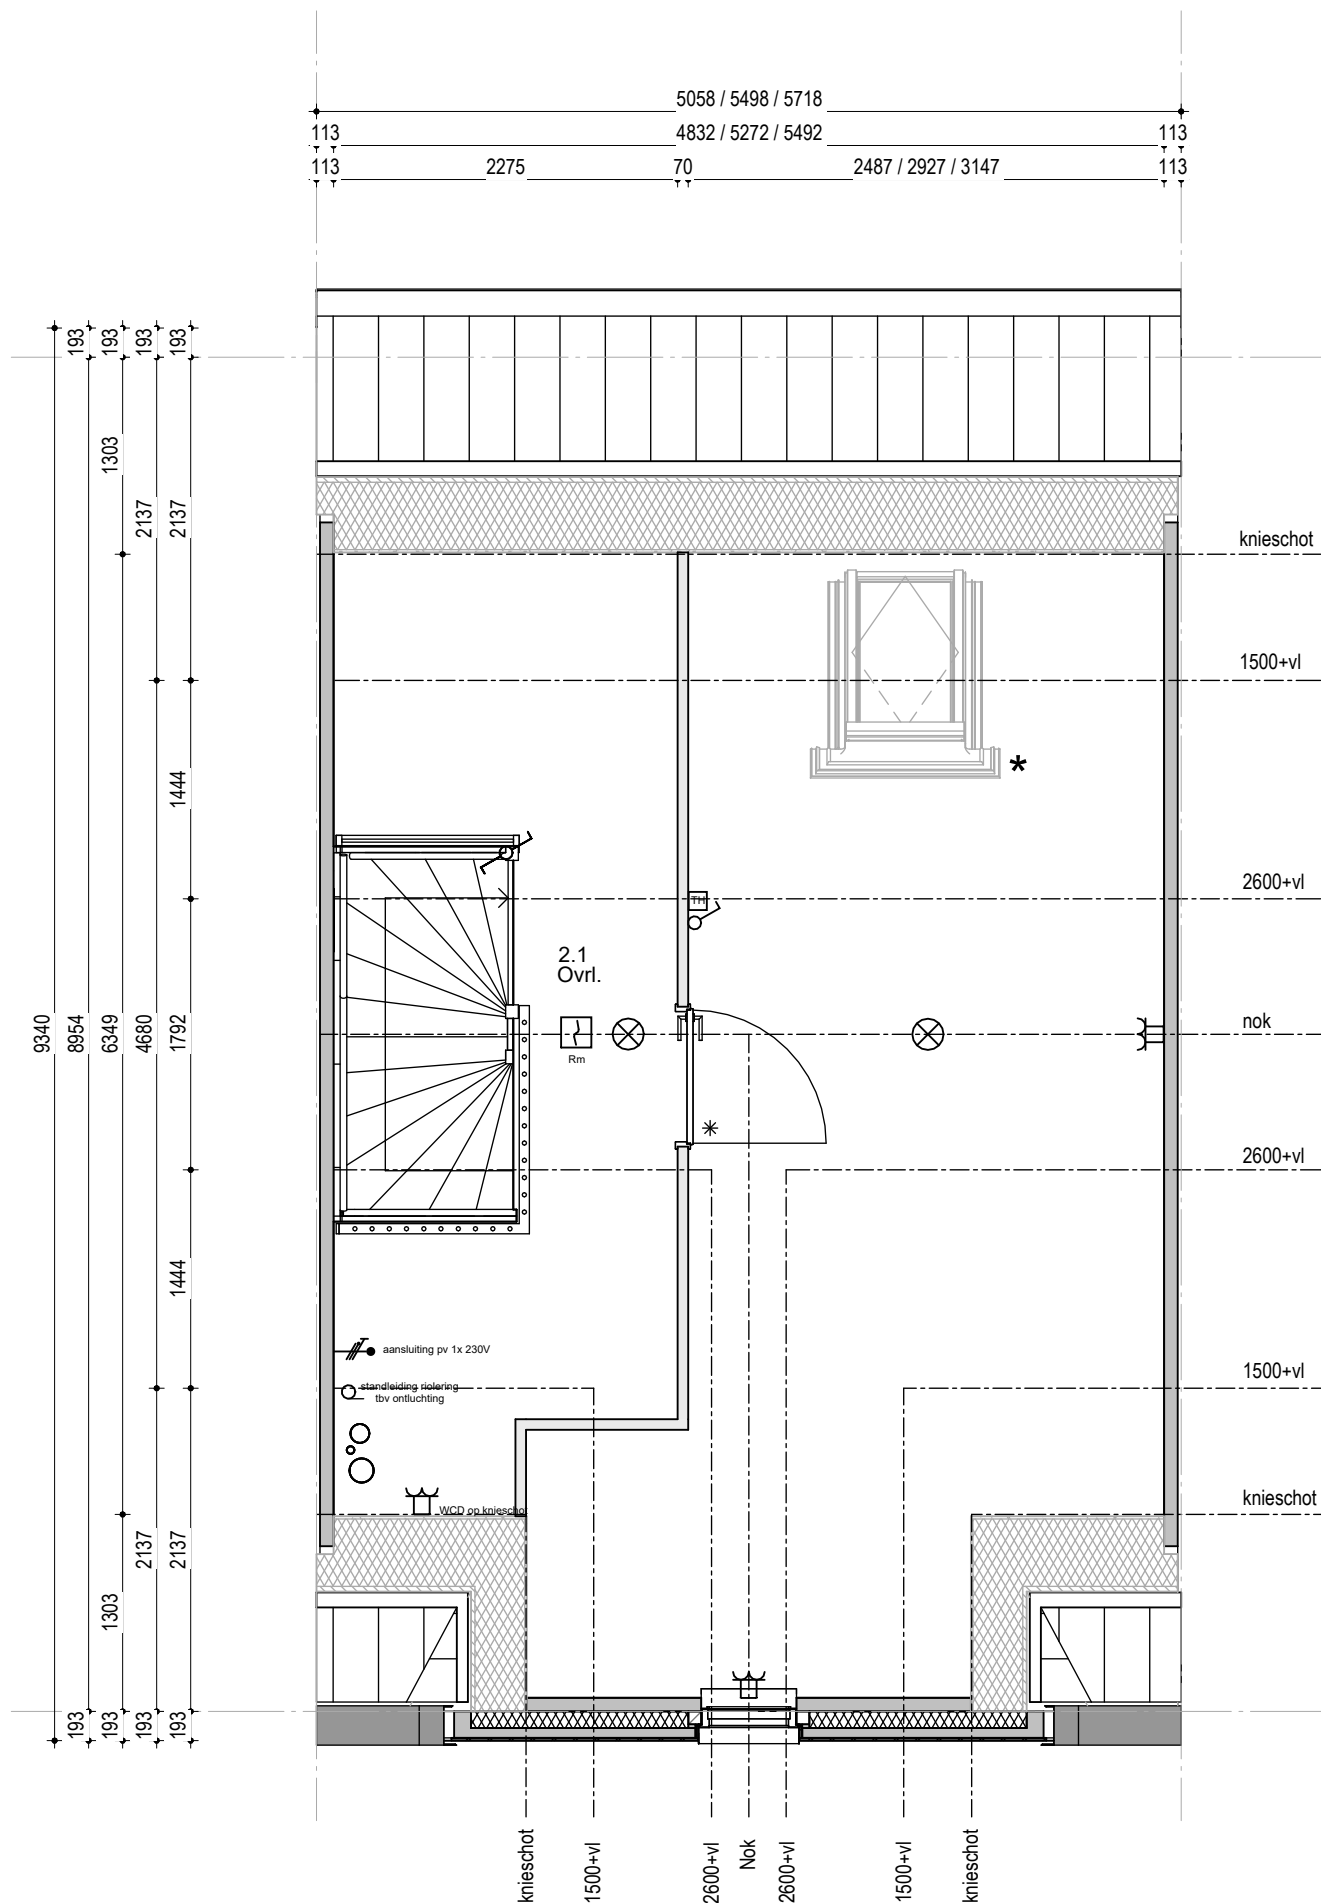 5058 / 5498 / 5718
113 4832 / 5272 / 5492 113
113 2275 70 2487 / 2927 / 3147 113
193 193 193 193
1303
2137 2137
knieschot
1500+vl
1444
*
2600+vl
TH
2.1
Ovrl.
9340 8954 6349 4680 1792
nok
Rm
2600+vl
1444
aansluiting pv 1x 230V
1500+vl
standleiding riolering
tbv ontluchting
knieschot
WCD op knieschot
2137 2137
1303
193 193 193 193
knieschot
1500+vl
2600+vl
Nok
2600+vl
1500+vl
knieschot